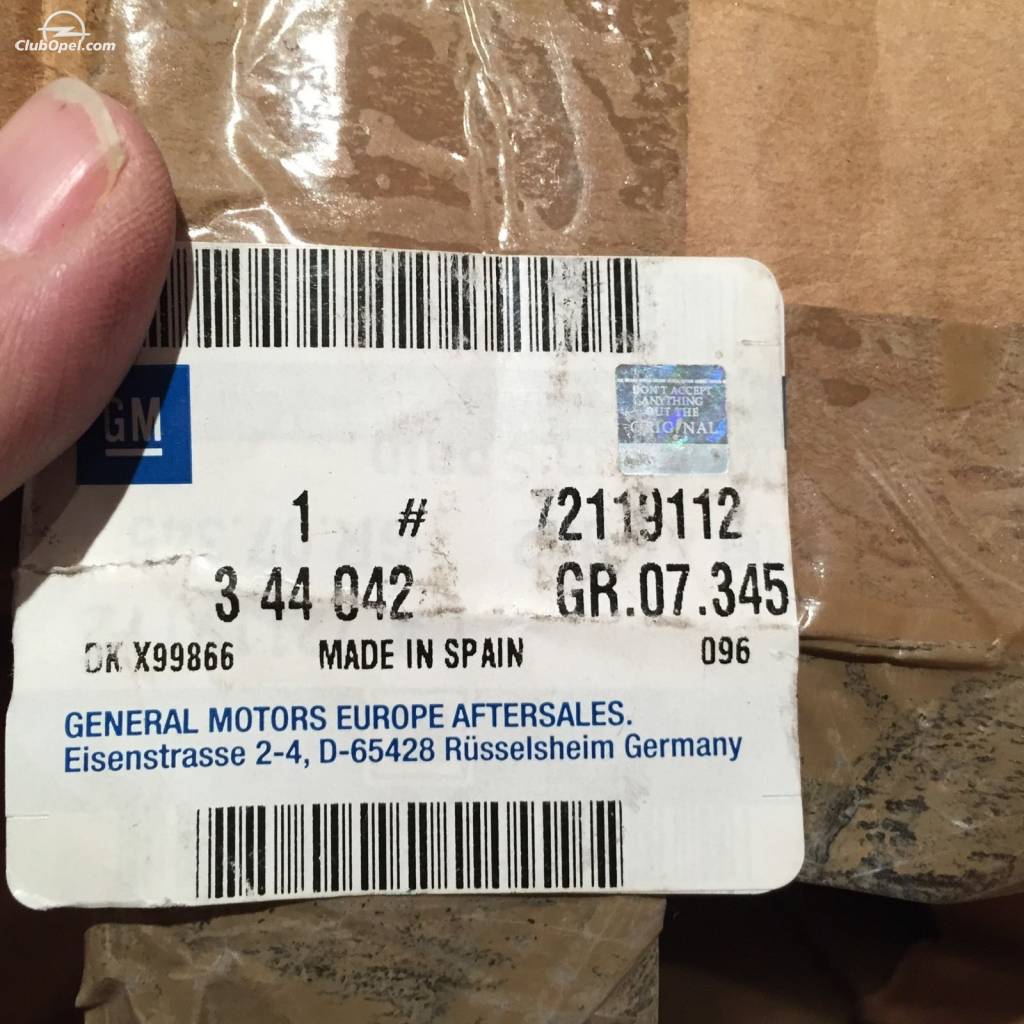 ClubOpel.com
GM
DON'T ACCEPT
ANYTHING
BUT THE
ORIGINAL
1 # 72119112
3 44 042 GR.07.345
DK X99866 MADE IN SPAIN 096
GENERAL MOTORS EUROPE AFTERSALES.
Eisenstrasse 2-4, D-65428 Rüsselsheim Germany